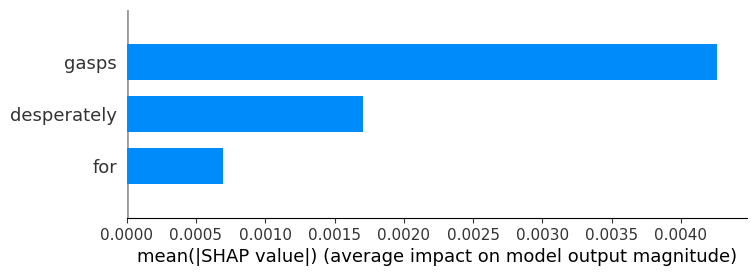 gasps
desperately
for
0.0000 0.0005 0.0010 0.0015 0.0020 0.0025 0.0030 0.0035 0.0040
mean(|SHAP value|) (average impact on model output magnitude)